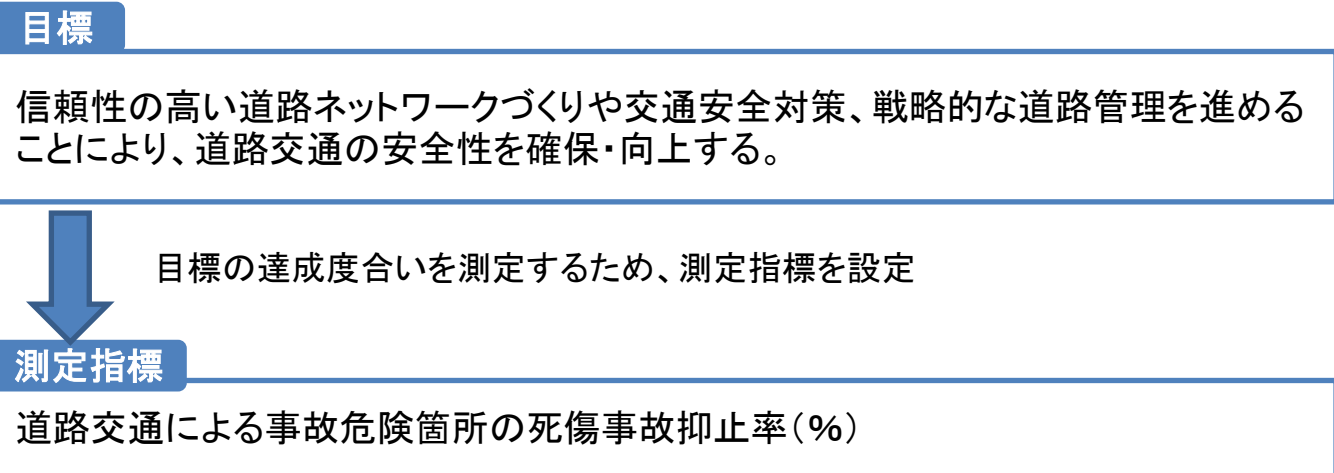 目標
信頼性の高い道路ネットワークづくりや交通安全対策、戦略的な道路管理を進める
ことにより、道路交通の安全性を確保・向上する。
目標の達成度合いを測定するため、測定指標を設定
測定指標
道路交通による事故危険箇所の死傷事故抑止率(%)